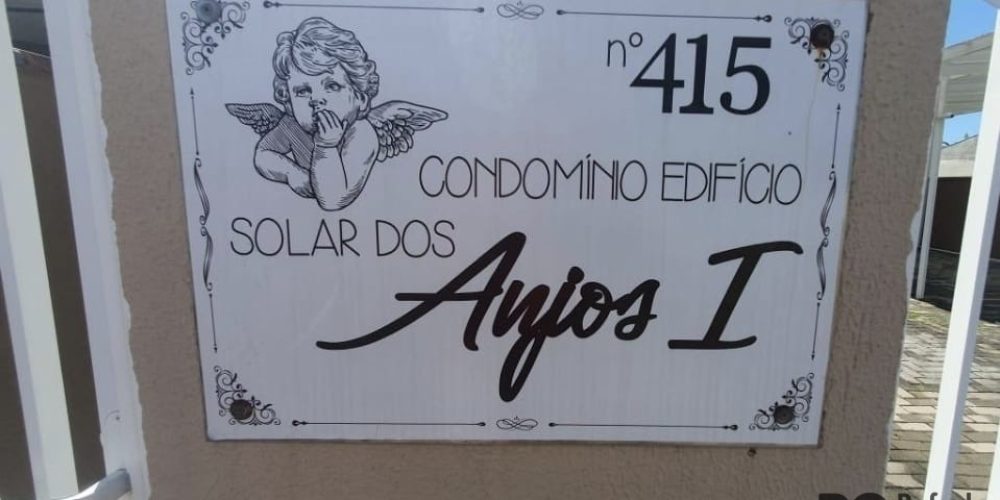 nº415
CONDOMÍNIO EDIFÍCIO
SOLAR DOS
Anjos I